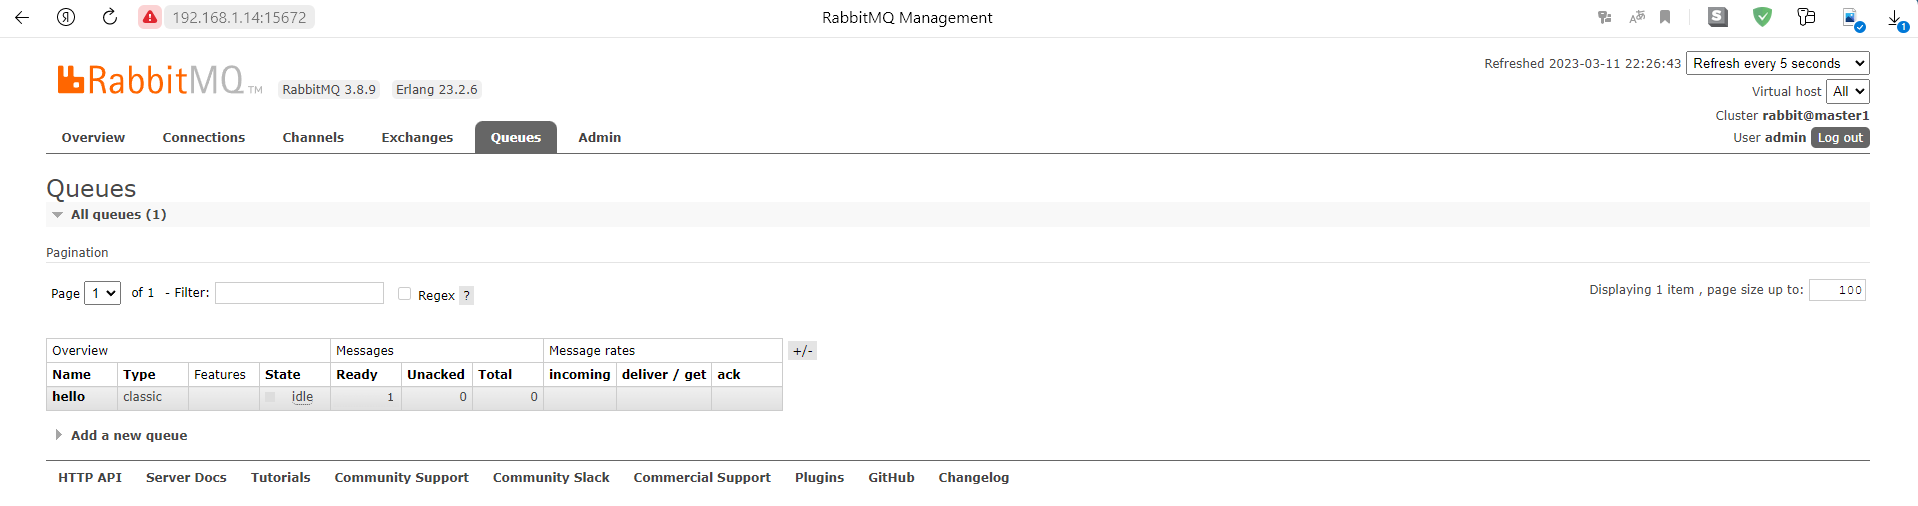 192.168.1.14:15672 RabbitMQ Management
RabbitMQ TM RabbitMQ 3.8.9 Erlang 23.2.6
Refreshed 2023-03-11 22:26:43 Refresh every 5 seconds
Virtual host All
Cluster rabbit@master1
User admin Log out
Overview Connections Channels Exchanges Queues Admin
Queues
All queues (1)
Pagination
Page 1 of 1 - Filter: Regex ?
Displaying 1 item , page size up to: 100
Overview Messages Message rates +/-
Name Type Features State Ready Unacked Total incoming deliver / get ack
hello classic idle 1 0 0
Add a new queue
HTTP API Server Docs Tutorials Community Support Community Slack Commercial Support Plugins GitHub Changelog